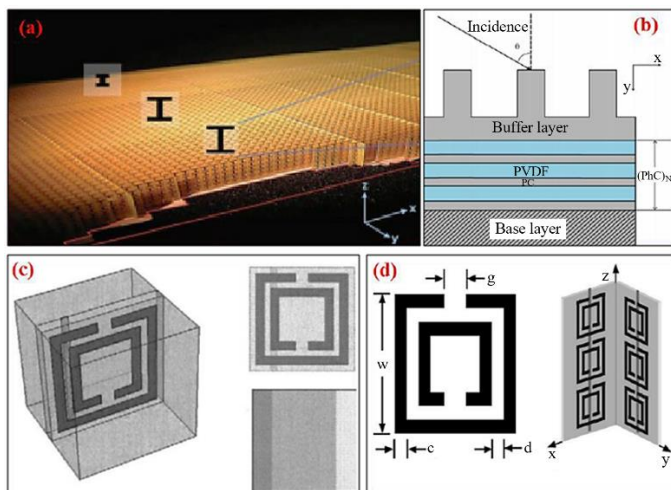 (a)
z
x
y
(b)
Incidence
θ
x
y
Buffer layer
PVDF
PC
(PhC)N
Base layer
(c)
(d)
g
w
c
d
z
x
y